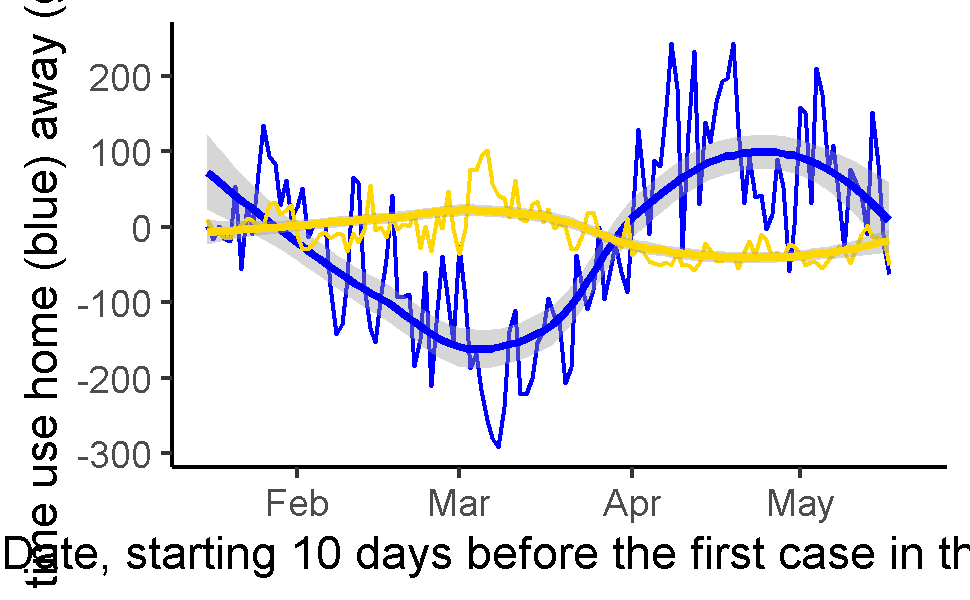 time use home (blue) away (
200
100
0
-100
-200
-300
Feb Mar Apr May
Date, starting 10 days before the first case in th